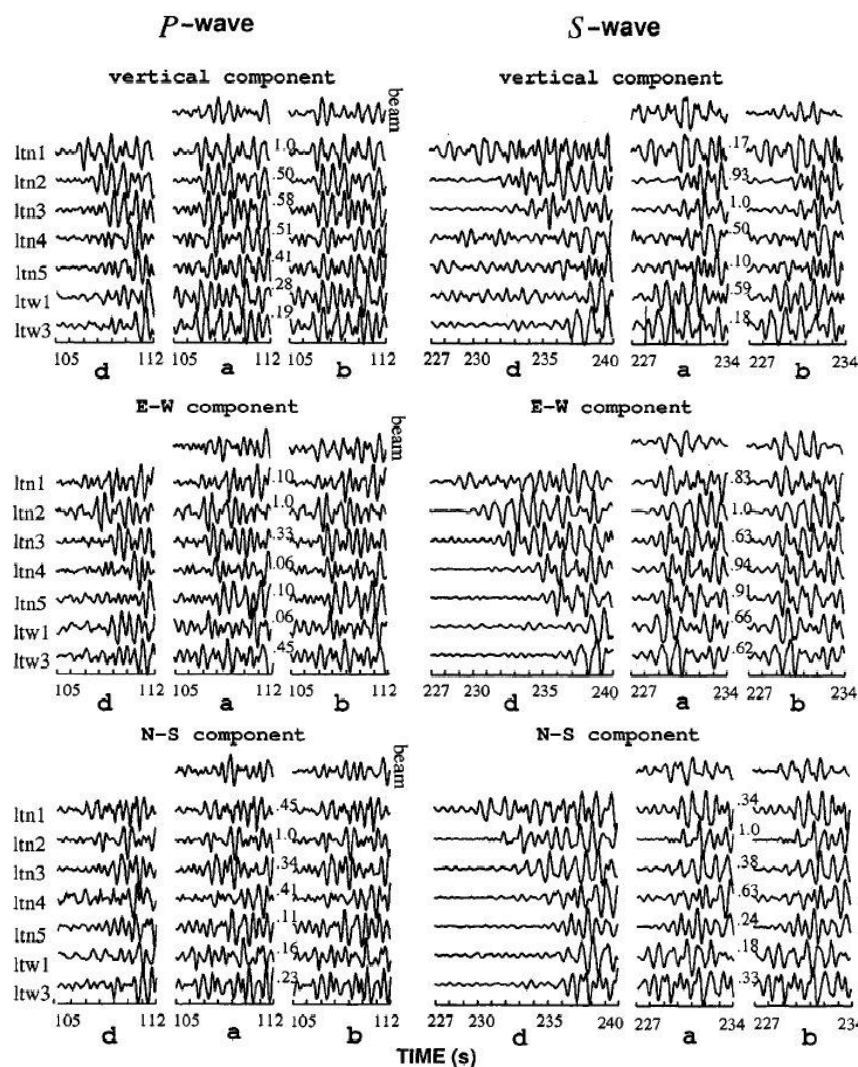 P-wave S-wave
vertical component vertical component
beam
ltn1 1.0 .17
ltn2 .50 .93
ltn3 .58 1.0
ltn4 .51 .50
ltn5 .41 .10
ltw1 .28 .59
ltw3 .19 .18
105 112 105 112 105 112 227 230 235 240 227 234 227 234
d a b d a b
E-W component E-W component
beam
ltn1 .10 .83
ltn2 1.0 1.0
ltn3 .33 .63
ltn4 .06 .94
ltn5 .10 .91
ltw1 .06 .66
ltw3 .45 .62
105 112 105 112 105 112 227 230 235 240 227 234 227 234
d a b d a b
N-S component N-S component
beam
ltn1 .45 .34
ltn2 1.0 1.0
ltn3 .34 .38
ltn4 .41 .63
ltn5 .11 .24
ltw1 .16 .18
ltw3 .23 .33
105 112 105 112 105 112 227 230 235 240 227 234 227 234
d a b d a b
TIME (s)